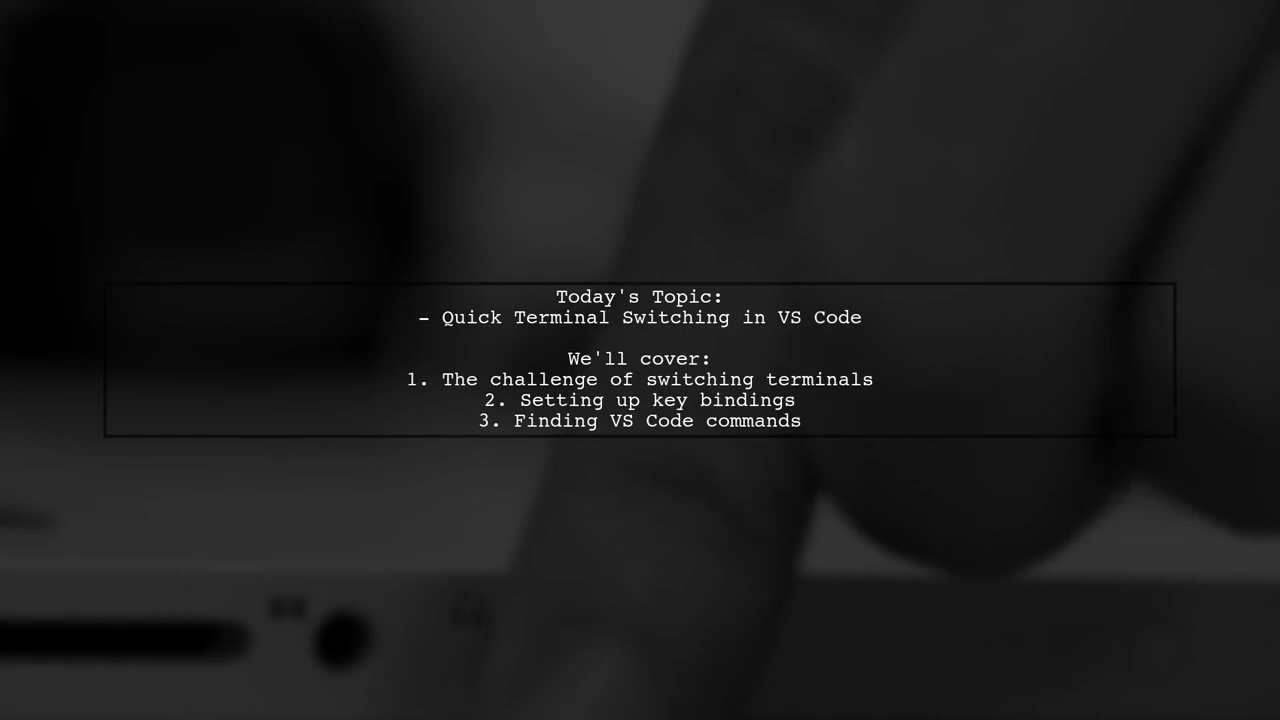 Today's Topic:
– Quick Terminal Switching in VS Code
We'll cover:
1. The challenge of switching terminals
2. Setting up key bindings
3. Finding VS Code commands